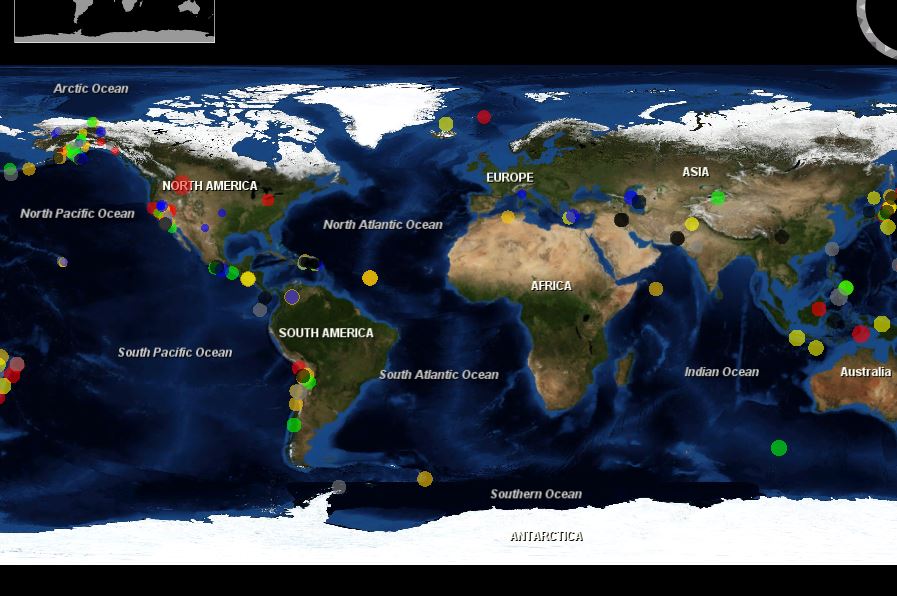 Arctic Ocean
EUROPE
ASIA
NORTH AMERICA
North Pacific Ocean
North Atlantic Ocean
AFRICA
SOUTH AMERICA
South Pacific Ocean
South Atlantic Ocean
Indian Ocean
Australia
Southern Ocean
ANTARCTICA